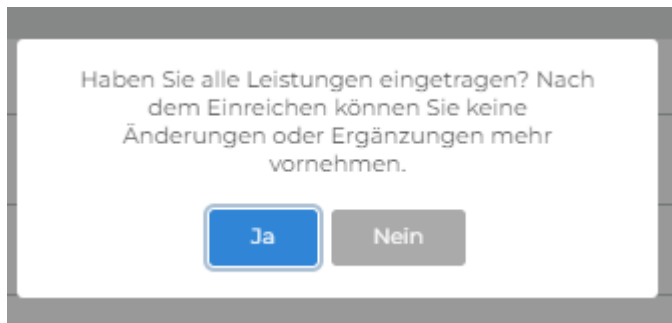 Haben Sie alle Leistungen eingetragen? Nach
dem Einreichen können Sie keine
Änderungen oder Ergänzungen mehr
vornehmen.
Ja
Nein